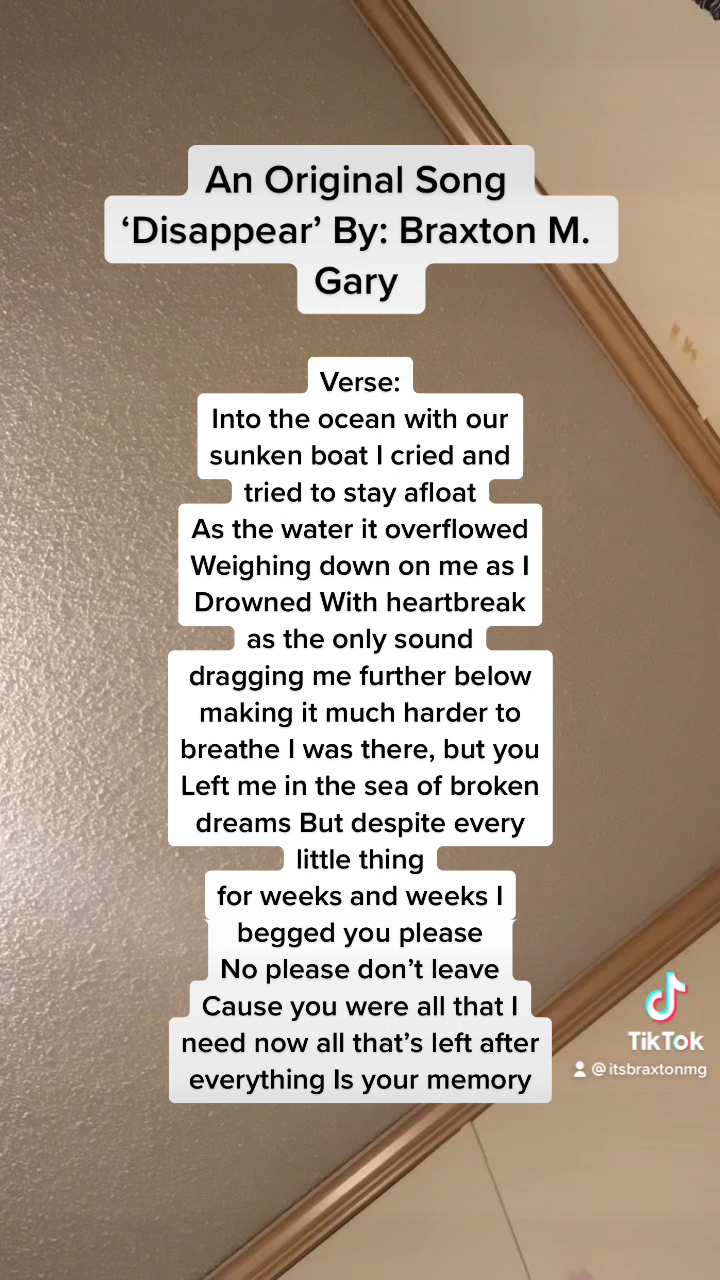 An Original Song
‘Disappear’ By: Braxton M.
Gary
Verse:
Into the ocean with our
sunken boat I cried and
tried to stay afloat
As the water it overflowed
Weighing down on me as I
Drowned With heartbreak
as the only sound
dragging me further below
making it much harder to
breathe I was there, but you
Left me in the sea of broken
dreams But despite every
little thing
for weeks and weeks I
begged you please
No please don’t leave
Cause you were all that I
need now all that’s left after
everything Is your memory
TikTok
@itsbraxtonmg